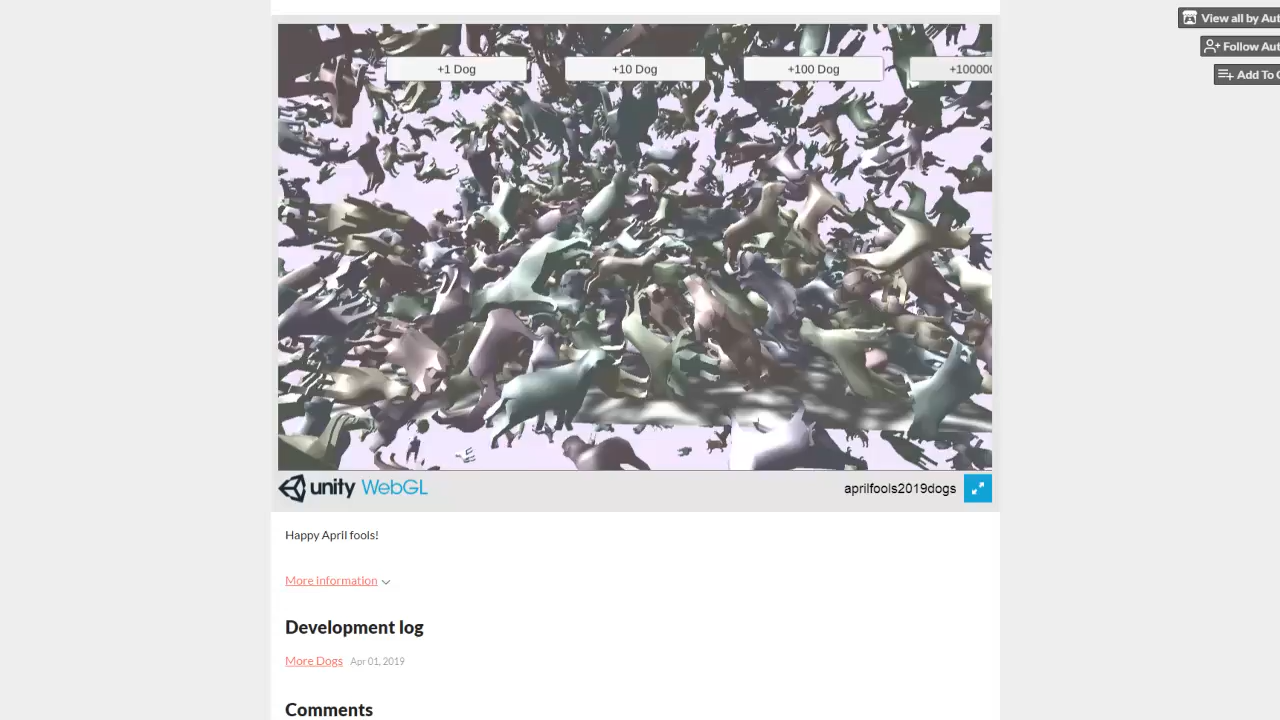 View all by Aut
Follow Aut
Add To C
+1 Dog
+10 Dog
+100 Dog
+100000
unity WebGL
aprilfools2019dogs
Happy April fools!
More information
Development log
More Dogs Apr 01, 2019
Comments